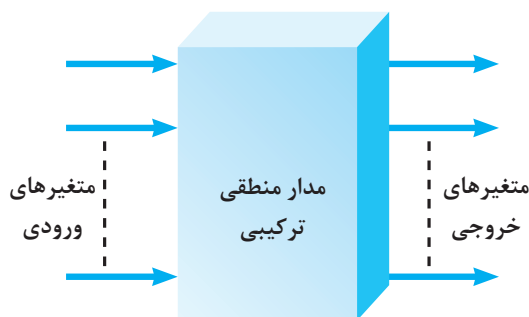 متغیرهای
ورودی
مدار منطقی
ترکیبی
متغیرهای
خروجی